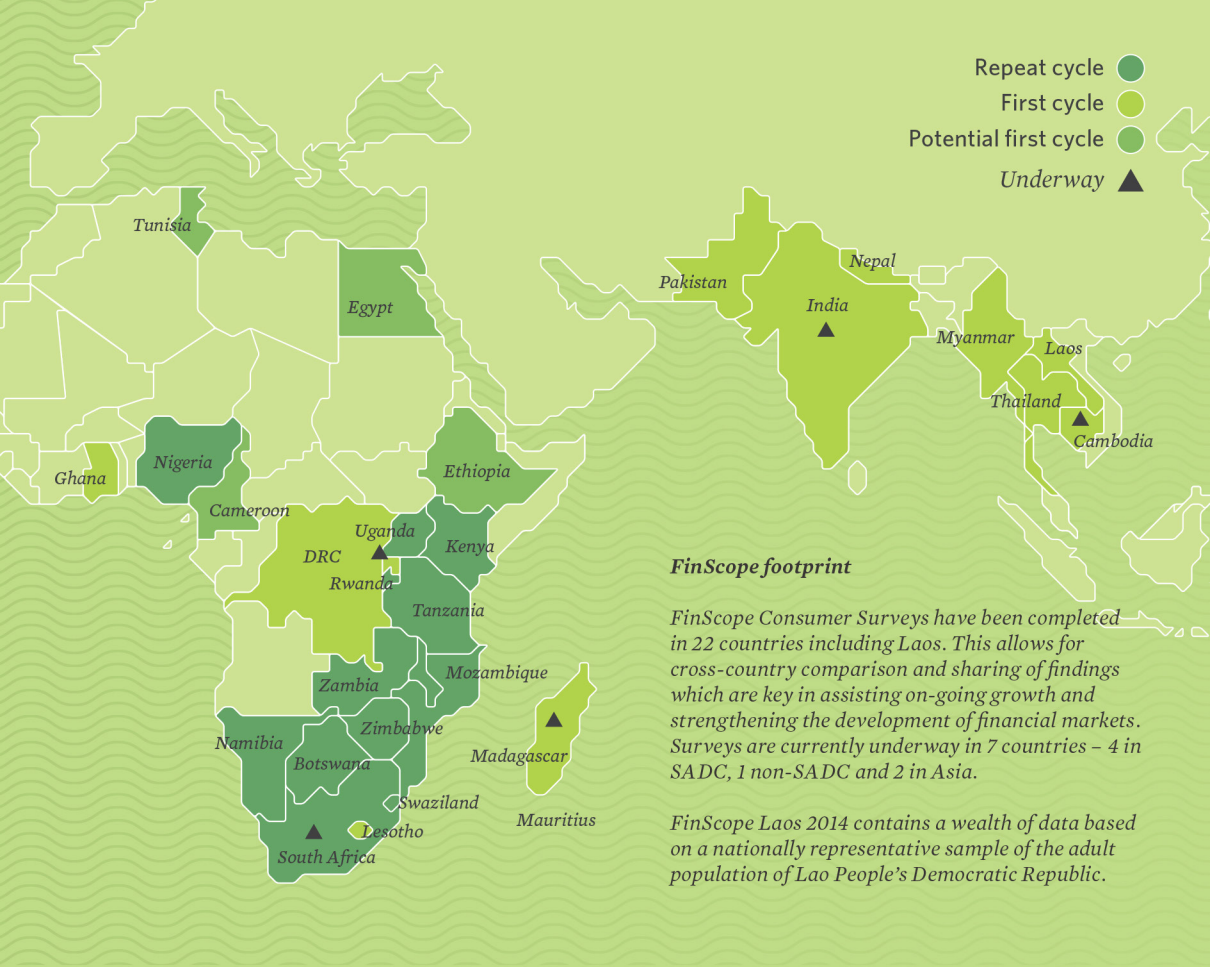 Repeat cycle
First cycle
Potential first cycle
Underway
Tunisia
Egypt
Pakistan
Nepal
India
Myanmar
Laos
Thailand
Cambodia
Ghana
Nigeria
Cameroon
Ethiopia
Uganda
Kenya
DRC
Rwanda
Tanzania
Zambia
Mozambique
Zimbabwe
Namibia
Botswana
Madagascar
Swaziland
Mauritius
Lesotho
South Africa
FinScope footprint
FinScope Consumer Surveys have been completed
in 22 countries including Laos. This allows for
cross-country comparison and sharing of findings
which are key in assisting on-going growth and
strengthening the development of financial markets.
Surveys are currently underway in 7 countries – 4 in
SADC, 1 non-SADC and 2 in Asia.
FinScope Laos 2014 contains a wealth of data based
on a nationally representative sample of the adult
population of Lao People's Democratic Republic.